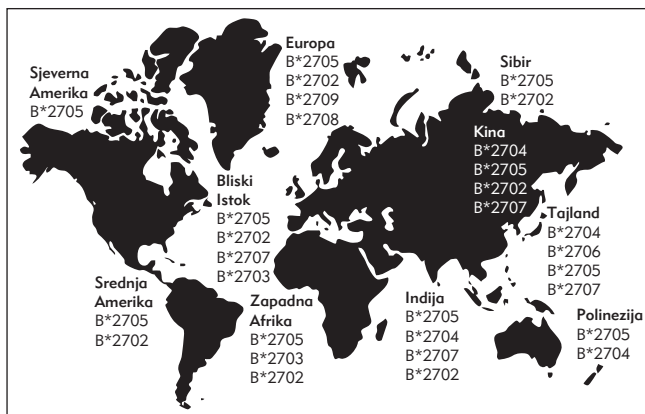 Europa
B*2705
B*2702
B*2709
B*2708
Sjeverna
Amerika
B*2705
Sibir
B*2705
B*2702
Kina
B*2704
B*2705
B*2702
B*2707
Bliski
Istok
B*2705
B*2702
B*2707
B*2703
Tajland
B*2704
B*2706
B*2705
B*2707
Srednja
Amerika
B*2705
B*2702
Zapadna
Afrika
B*2705
B*2703
B*2702
Indija
B*2705
B*2704
B*2707
B*2702
Polinezija
B*2705
B*2704